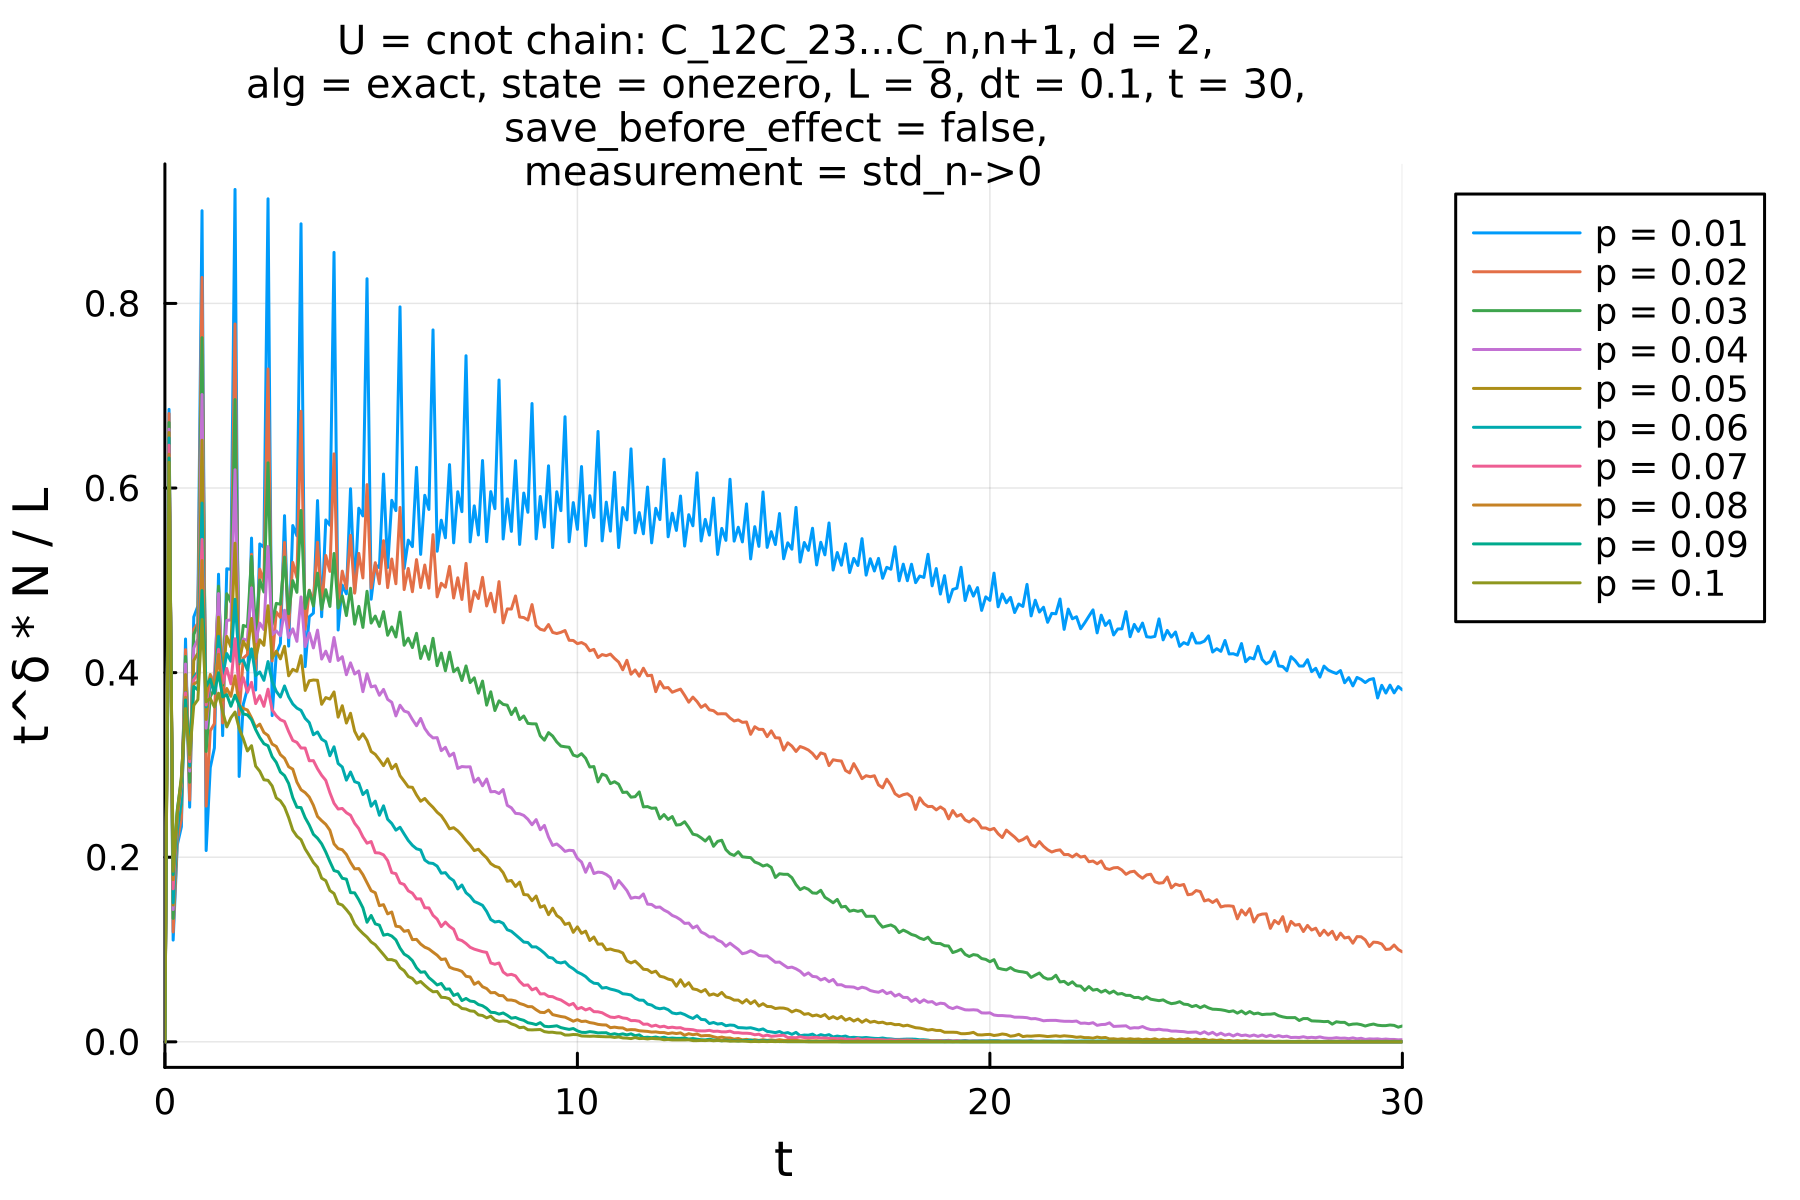 U = cnot chain: C_12C_23...C_n,n+1, d = 2,
alg = exact, state = onezero, L = 8, dt = 0.1, t = 30,
save_before_effect = false,
measurement = std_n->0
t^δ * N / L
0.8
0.6
0.4
0.2
0.0
0
10
20
30
t
p = 0.01
p = 0.02
p = 0.03
p = 0.04
p = 0.05
p = 0.06
p = 0.07
p = 0.08
p = 0.09
p = 0.1